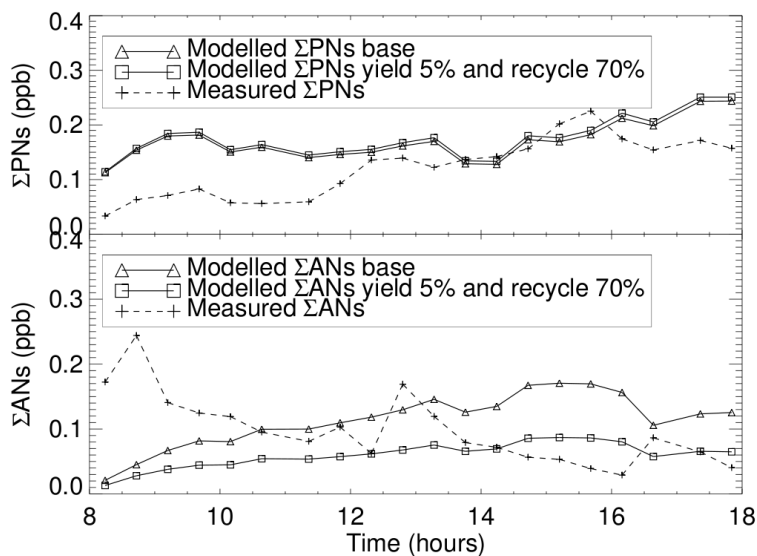 0.4
0.3
0.2
0.1
0.0
ΣPNs (ppb)
Modelled ΣPNs base
Modelled ΣPNs yield 5% and recycle 70%
Measured ΣPNs
0.4
0.3
0.2
0.1
0.0
ΣANs (ppb)
Modelled ΣANs base
Modelled ΣANs yield 5% and recycle 70%
Measured ΣANs
8 10 12 14 16 18
Time (hours)